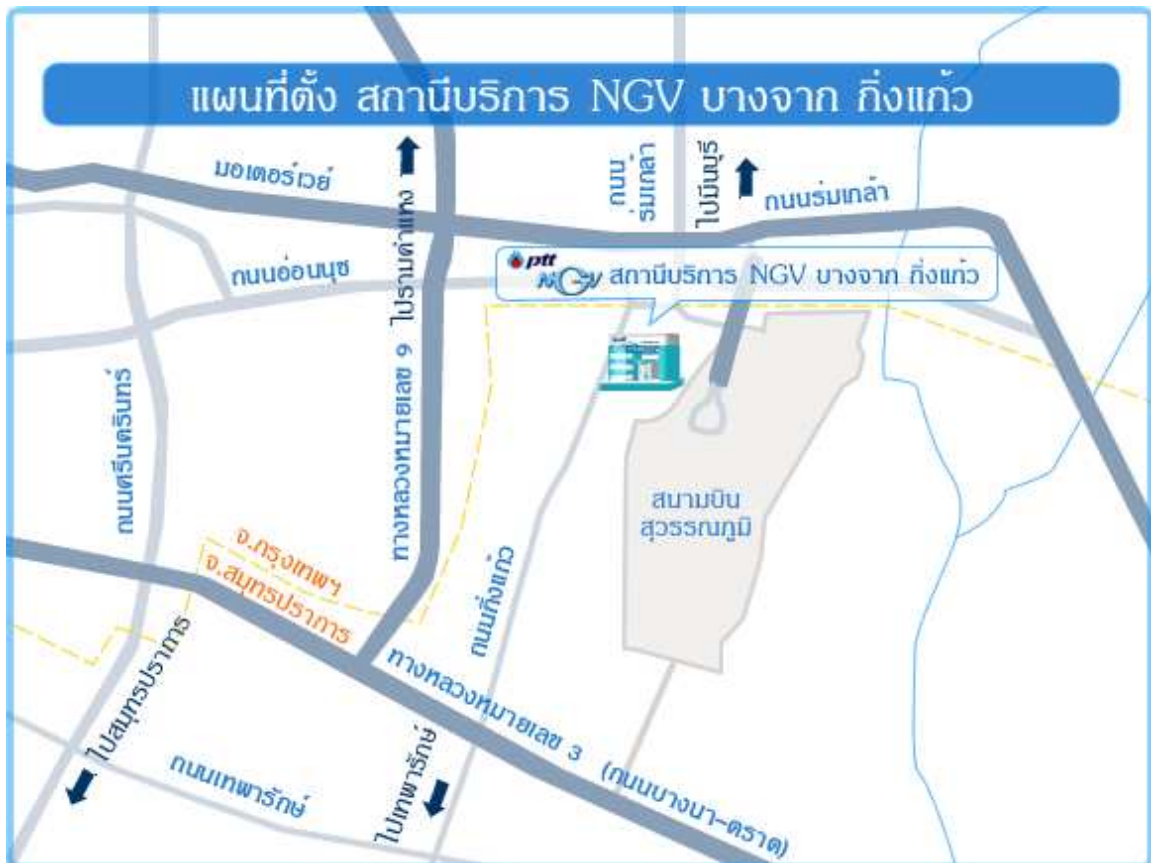 แผนที่ตั้ง สถานีบริการ NGV บางจาก กิ่งแก้ว
มอเตอร์เวย์
ถนน
ร่มเกล้า
ไปมีนบุรี
ถนนร่มเกล้า
ถนนอ่อนนุช
ทางหลวงหมายเลข 9 ไปรามคำแหง
ptt
NGV
สถานีบริการ NGV บางจาก กิ่งแก้ว
ถนนศรีนครินทร์
สนามบิน
สุวรรณภูมิ
จ.กรุงเทพฯ
จ.สมุทรปราการ
ถนนกิ่งแก้ว
ไปสมุทรปราการ
ทางหลวงหมายเลข 3 (ถนนบางนา-ตราด)
ถนนเทพารักษ์
ไปเทพารักษ์